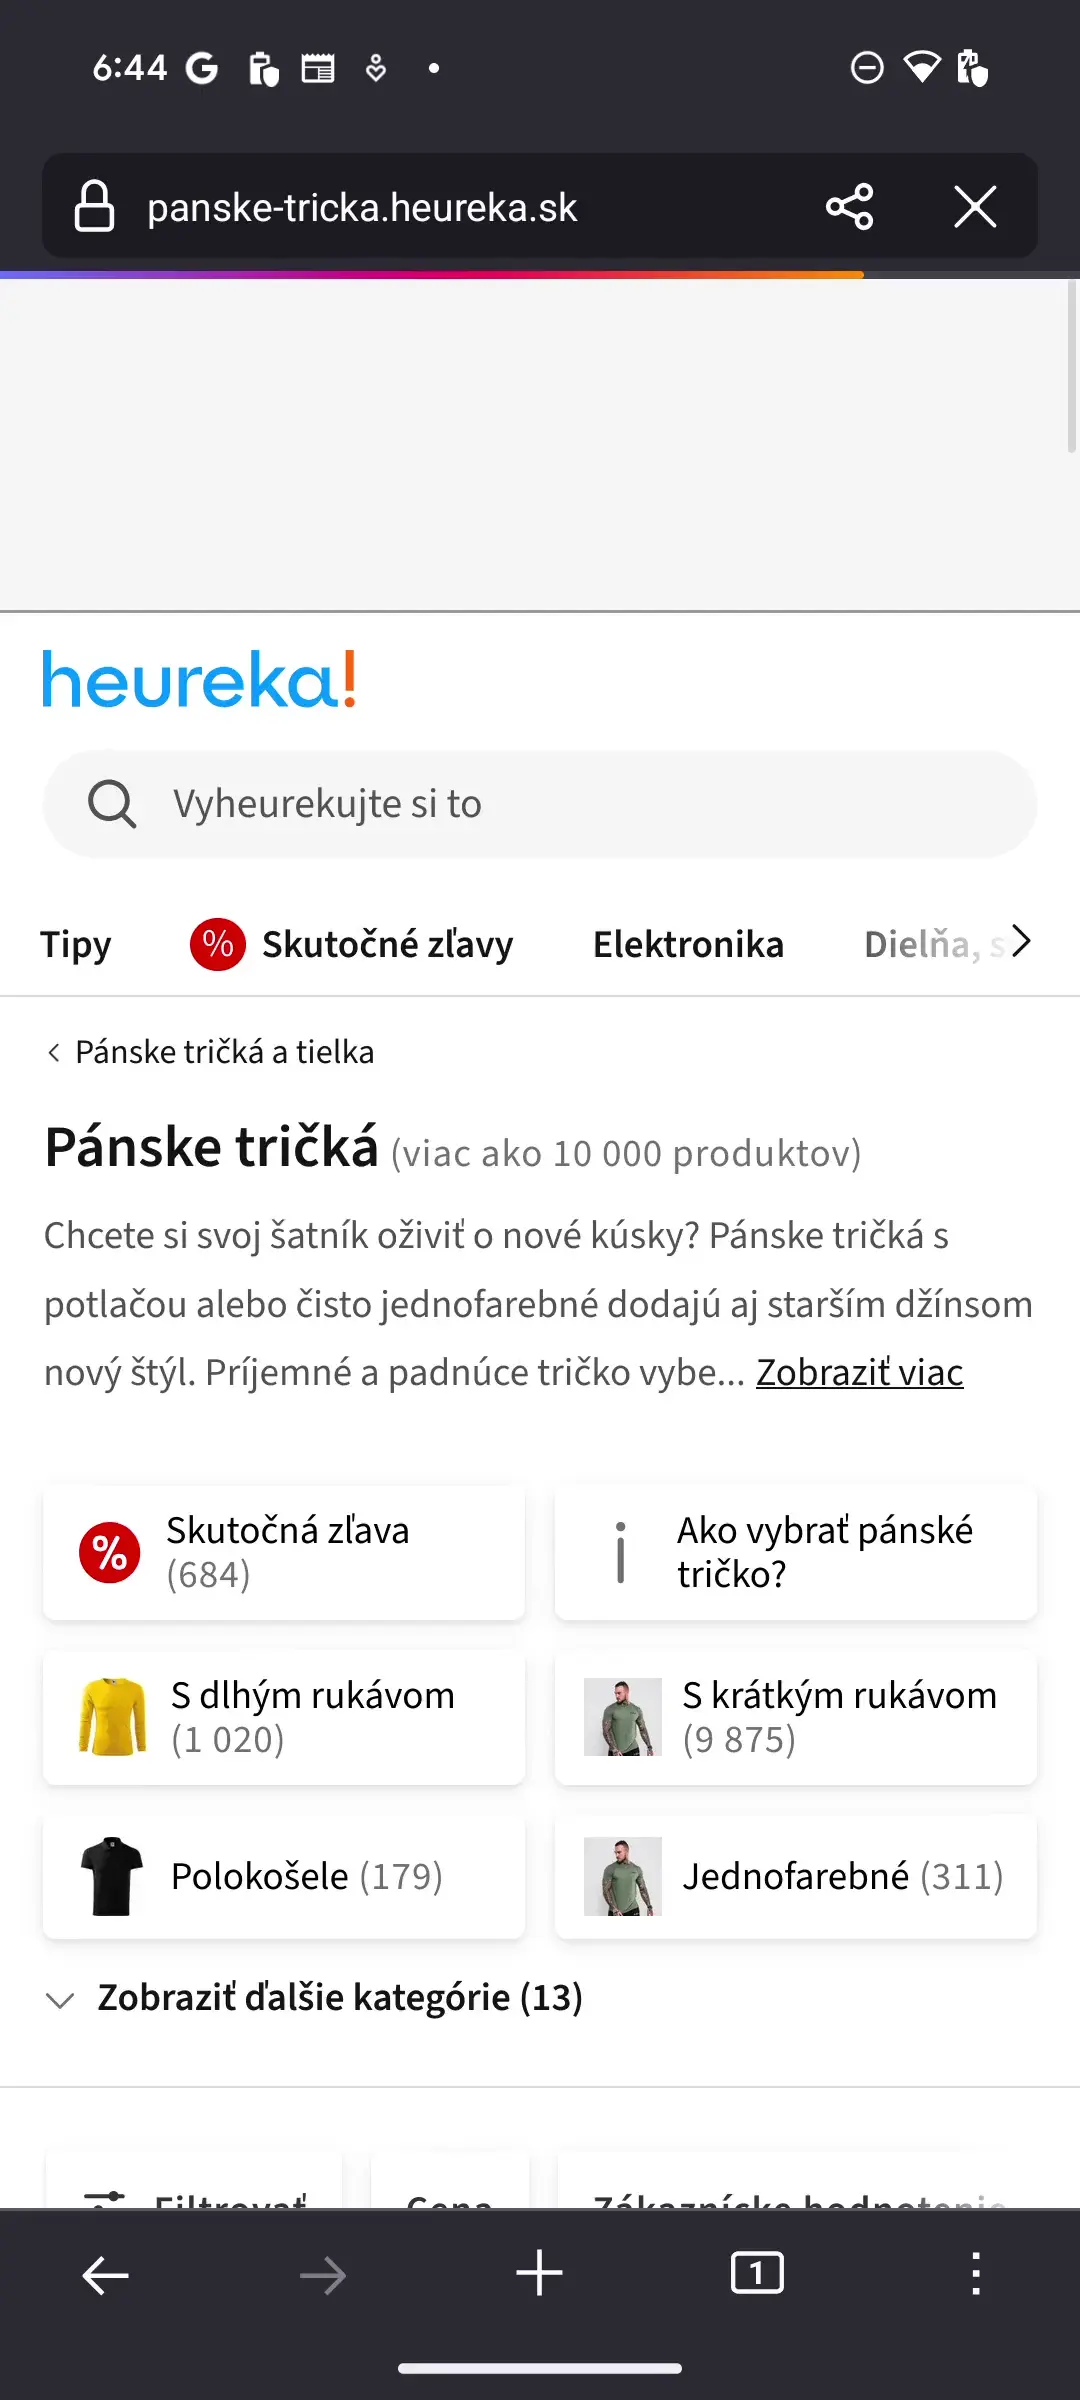 6:44
panske-tricka.heureka.sk
heureka!
Vyheurekujte si to
Tipy % Skutočné zľavy Elektronika Dielňa, s
Pánske tričká a tielka
Pánske tričká (viac ako 10 000 produktov)
Chcete si svoj šatník oživiť o nové kúsky? Pánske tričká s
potlačou alebo čisto jednofarebné dodajú aj starším džínsom
nový štýl. Príjemné a padnúce tričko vybe... Zobraziť viac
% Skutočná zľava
(684)
Ako vybrať pánské
tričko?
S dlhým rukávom
(1 020)
S krátkým rukávom
(9 875)
Polokošele (179)
Jednofarebné (311)
Zobraziť ďalšie kategórie (13)
Filtrovať Cena Zákaznícke hodnotenie
1